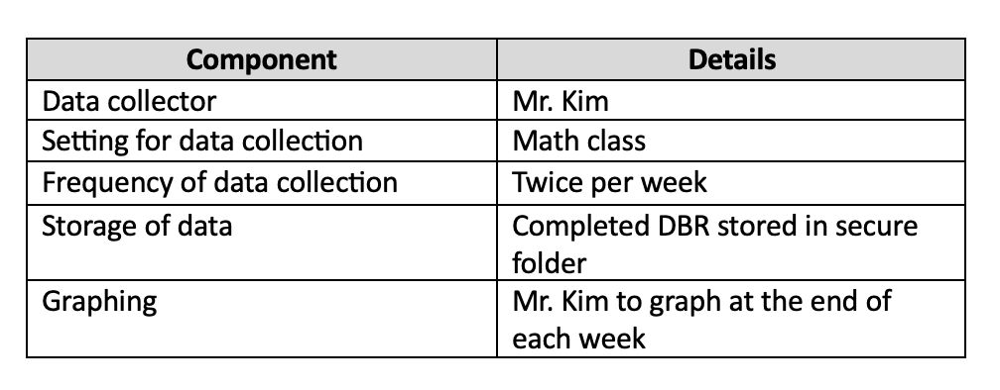 Component Details
Data collector Mr. Kim
Setting for data collection Math class
Frequency of data collection Twice per week
Storage of data Completed DBR stored in secure
folder
Graphing Mr. Kim to graph at the end of
each week